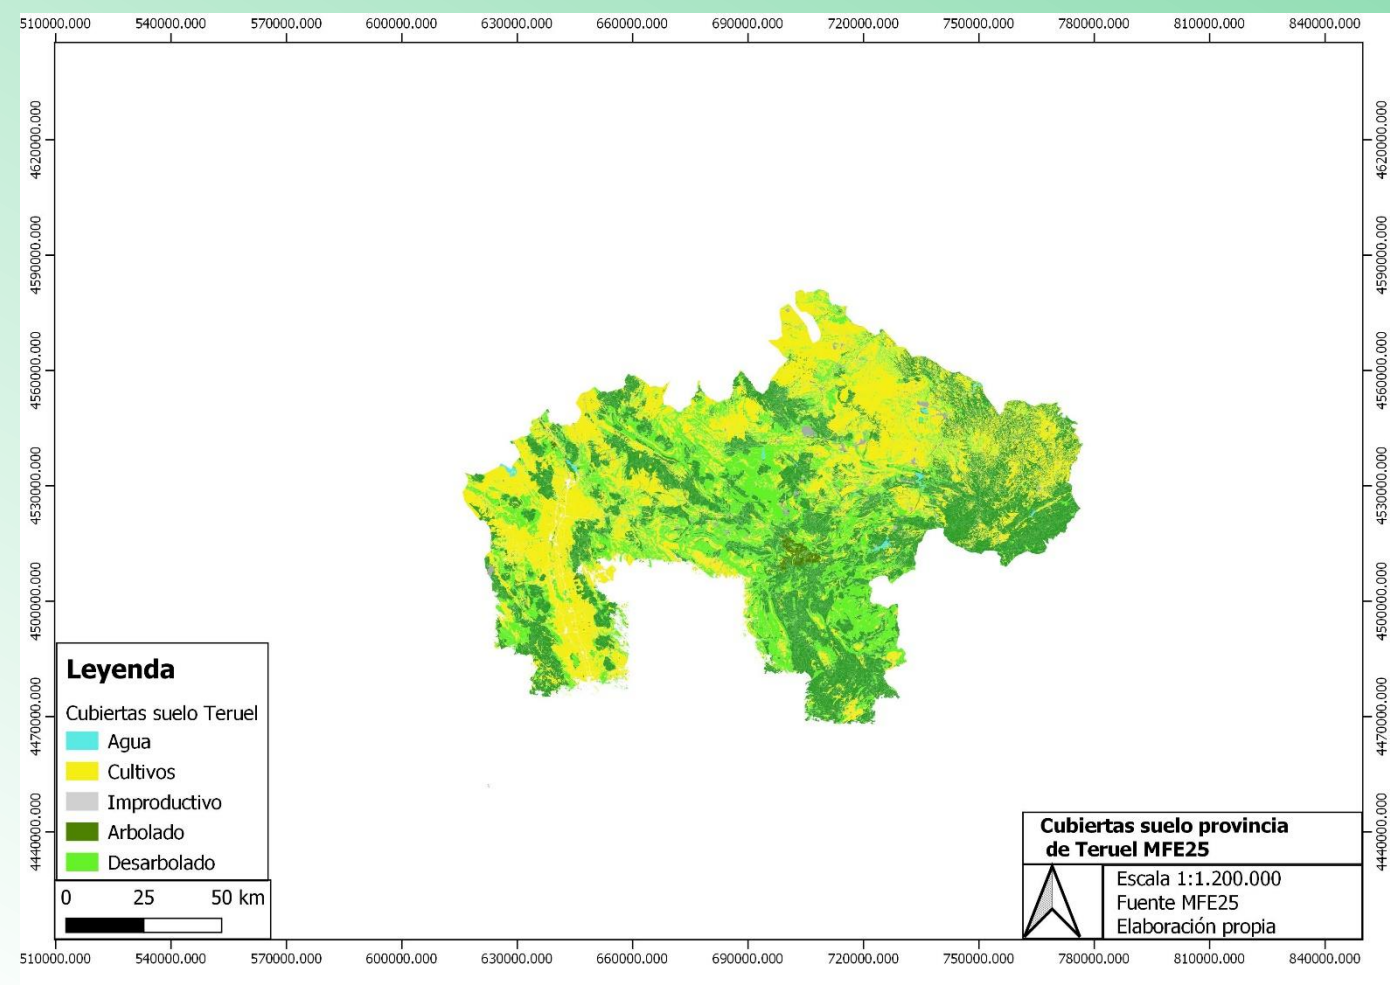 510000.000 540000.000 570000.000 600000.000 630000.000 660000.000 690000.000 720000.000 750000.000 780000.000 810000.000 840000.000
4620000.000 4620000.000
4590000.000 4590000.000
4560000.000 4560000.000
4530000.000 4530000.000
4500000.000 4500000.000
4470000.000 4470000.000
4440000.000 4440000.000
Leyenda
Cubiertas suelo Teruel
Agua
Cultivos
Improductivo
Arbolado
Desarbolado
0 25 50 km
Cubiertas suelo provincia
de Teruel MFE25
Escala 1:1.200.000
Fuente MFE25
Elaboración propia
510000.000 540000.000 570000.000 600000.000 630000.000 660000.000 690000.000 720000.000 750000.000 780000.000 810000.000 840000.000